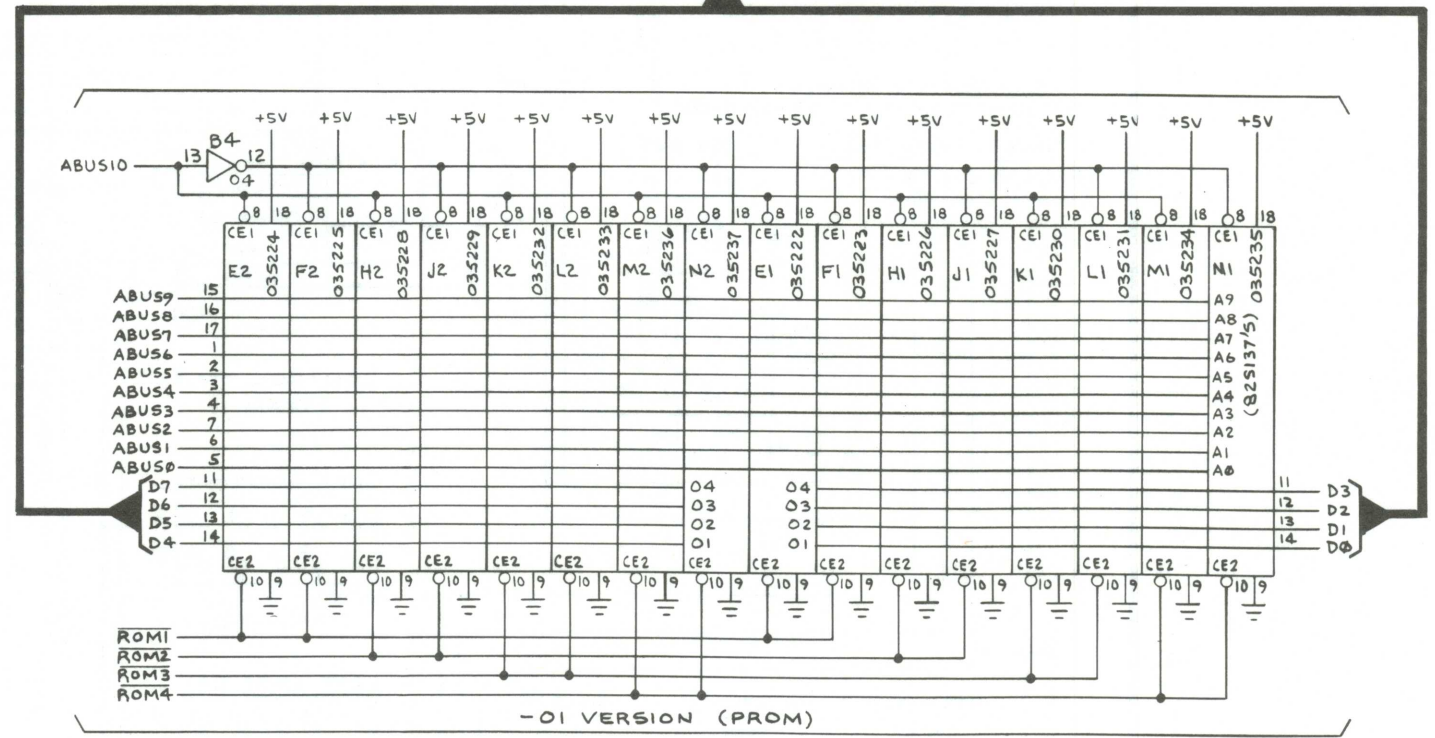 +5V +5V +5V +5V +5V +5V +5V +5V +5V +5V +5V +5V +5V +5V +5V +5V
B4
ABUS10 13 12
04
8 18 8 18 8 18 8 18 8 18 8 18 8 18 8 18 8 18 8 18 8 18 8 18 8 18 8 18 8 18 8 18
CE1 CE1 CE1 CE1 CE1 CE1 CE1 CE1 CE1 CE1 CE1 CE1 CE1 CE1 CE1 CE1
E2 035224 F2 035225 H2 035228 J2 035229 K2 035232 L2 035233 M2 035236 N2 035237 E1 035222 F1 035223 H1 035226 J1 035227 K1 035230 L1 035231 M1 035234 N1 035235
(82S137'S)
ABUS9 15 A9
ABUS8 16 A8
ABUS7 17 A7
ABUS6 1 A6
ABUS5 2 A5
ABUS4 3 A4
ABUS3 4 A3
ABUS2 7 A2
ABUS1 6 A1
ABUS0 5 A0
D7 11 O4 O4 11 D3
D6 12 O3 O3 12 D2
D5 13 O2 O2 13 D1
D4 14 O1 O1 14 D0
CE2 CE2 CE2 CE2 CE2 CE2 CE2 CE2 CE2 CE2 CE2 CE2 CE2 CE2 CE2 CE2
10 9 10 9 10 9 10 9 10 9 10 9 10 9 10 9 10 9 10 9 10 9 10 9 10 9 10 9 10 9 10 9
ROM1
ROM2
ROM3
ROM4
-01 VERSION (PROM)